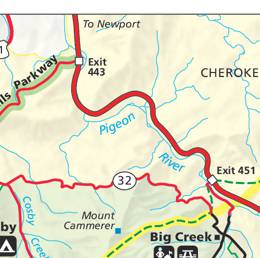 To Newport
Exit
443
CHEROKE
lls Parkway
Pigeon
River
Exit 451
32
Cosby
Creek
Mount
Cammerer
by
Big Creek